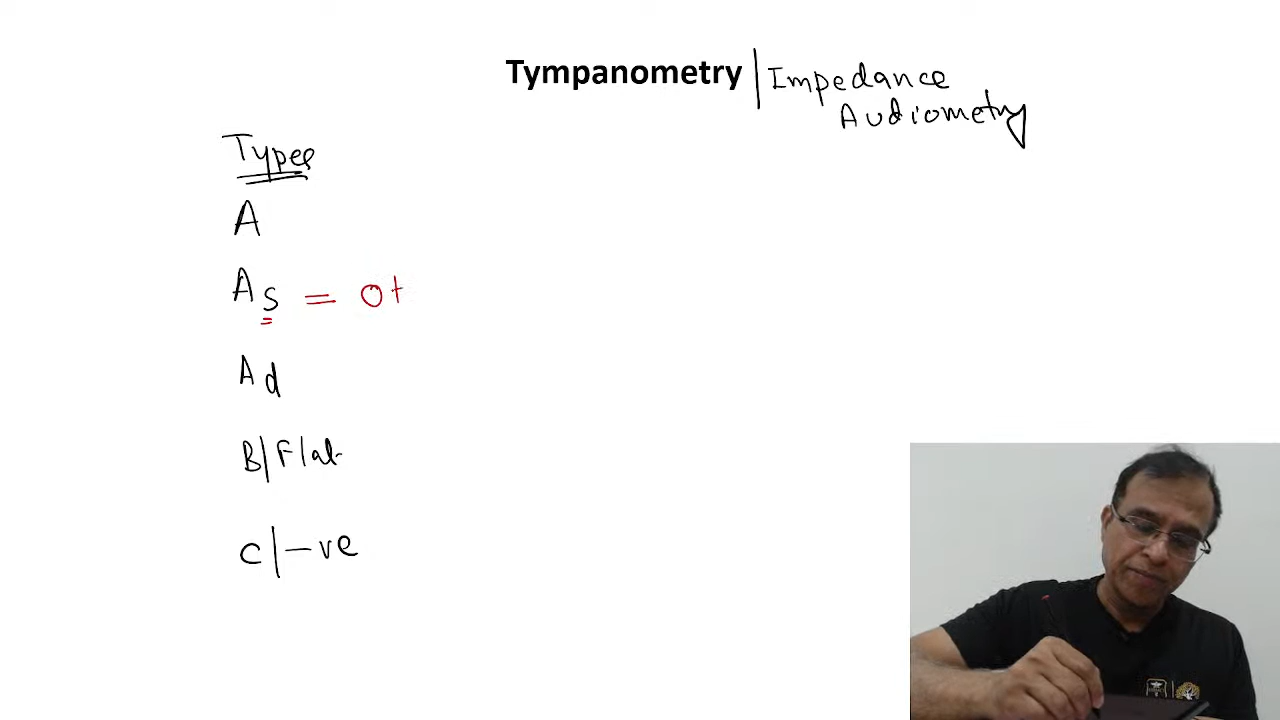 Tympanometry | Impedance
Audiometry
Types
A
As = Ot
Ad
B/Flat
C/-ve